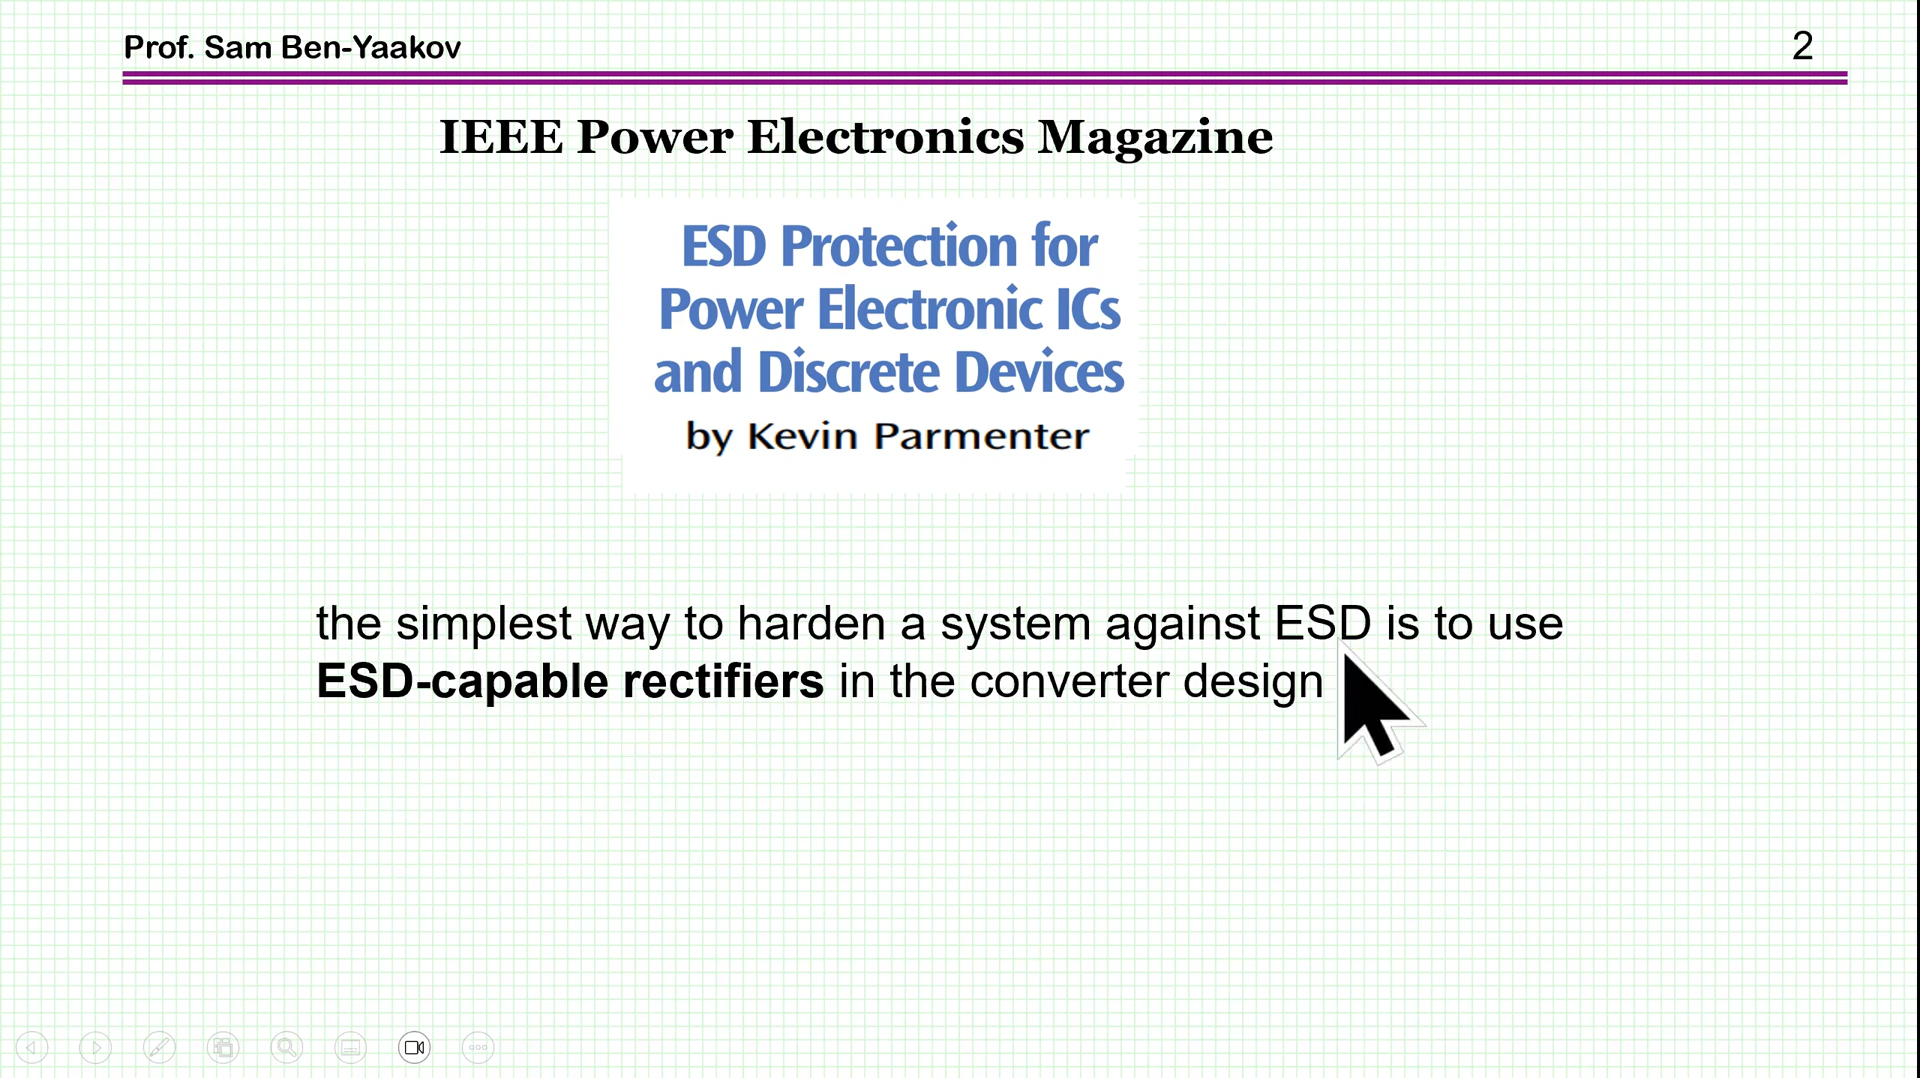 Prof. Sam Ben-Yaakov
2
IEEE Power Electronics Magazine
ESD Protection for
Power Electronic ICs
and Discrete Devices
by Kevin Parmenter
the simplest way to harden a system against ESD is to use
ESD-capable rectifiers in the converter design